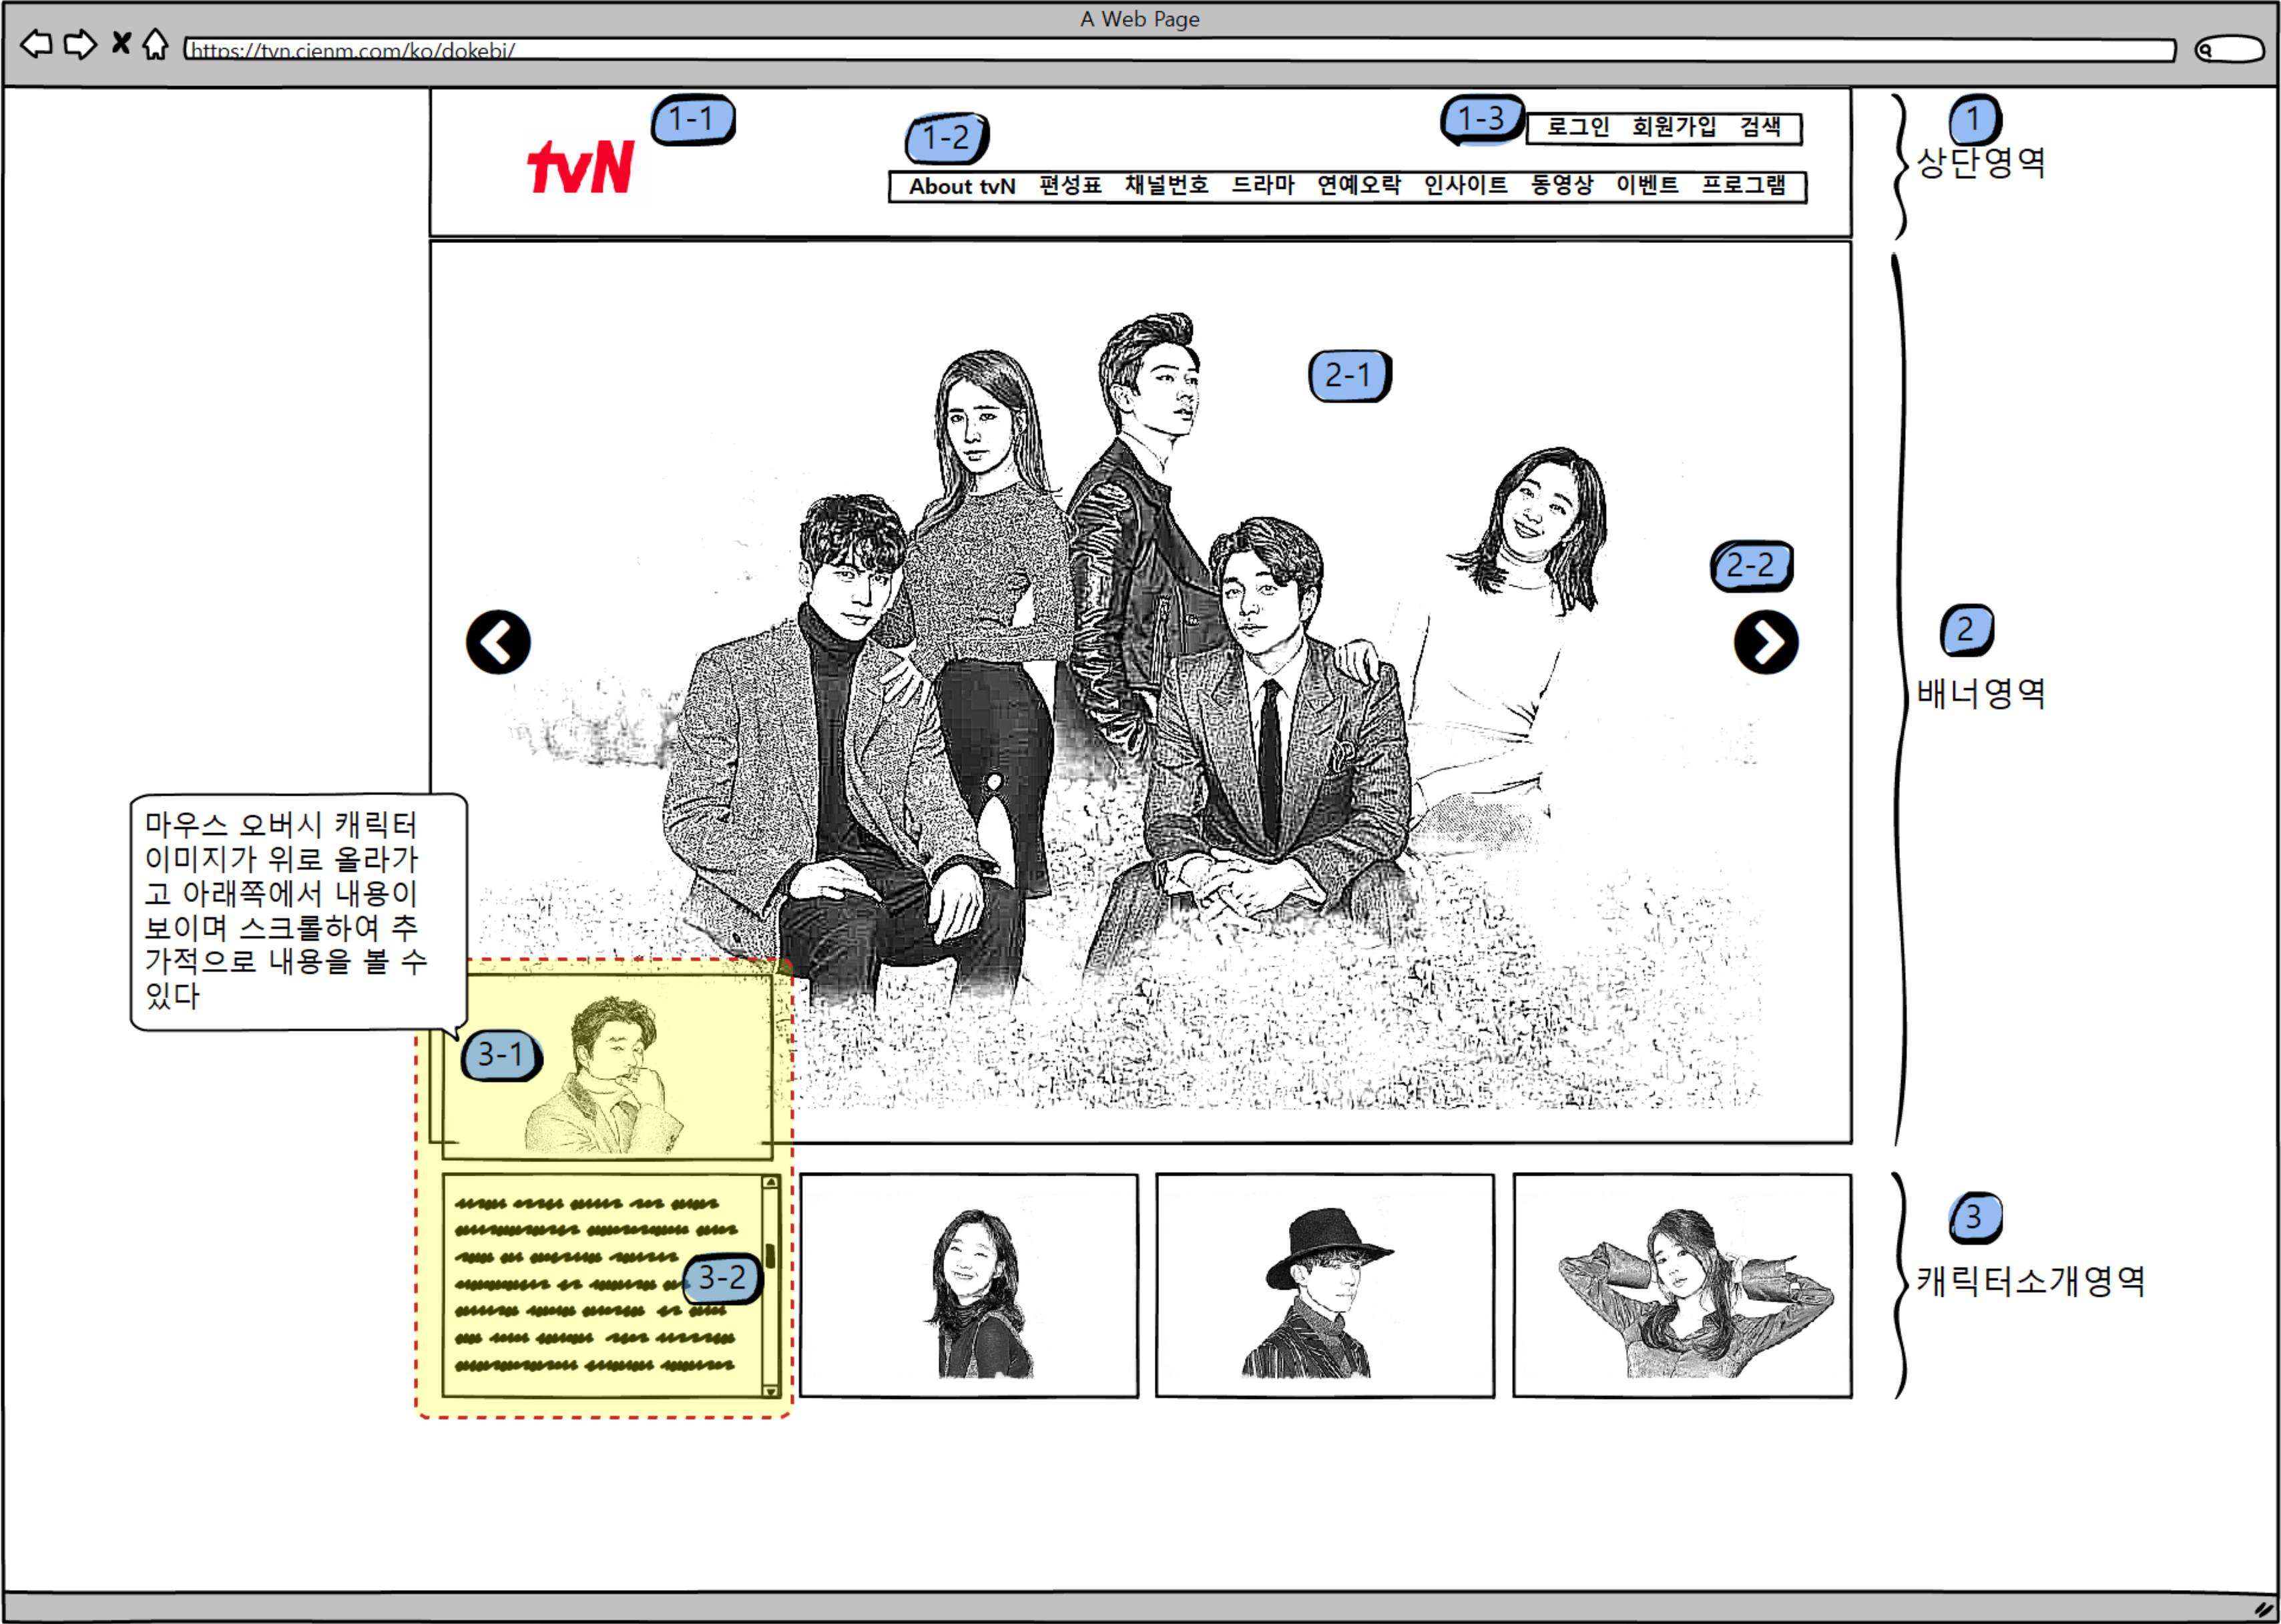 A Web Page
https://tvn.cjenm.com/ko/dokebi/
1-1
1-3
로그인 회원가입 검색
1
상단영역
tvN
1-2
About tvN 편성표 채널번호 드라마 연예오락 인사이트 동영상 이벤트 프로그램
2-1
2-2
2
배너영역
마우스 오버시 캐릭터
이미지가 위로 올라가
고 아래쪽에서 내용이
보이며 스크롤하여 추
가적으로 내용을 볼 수
있다
3-1
3-2
3
캐릭터소개영역